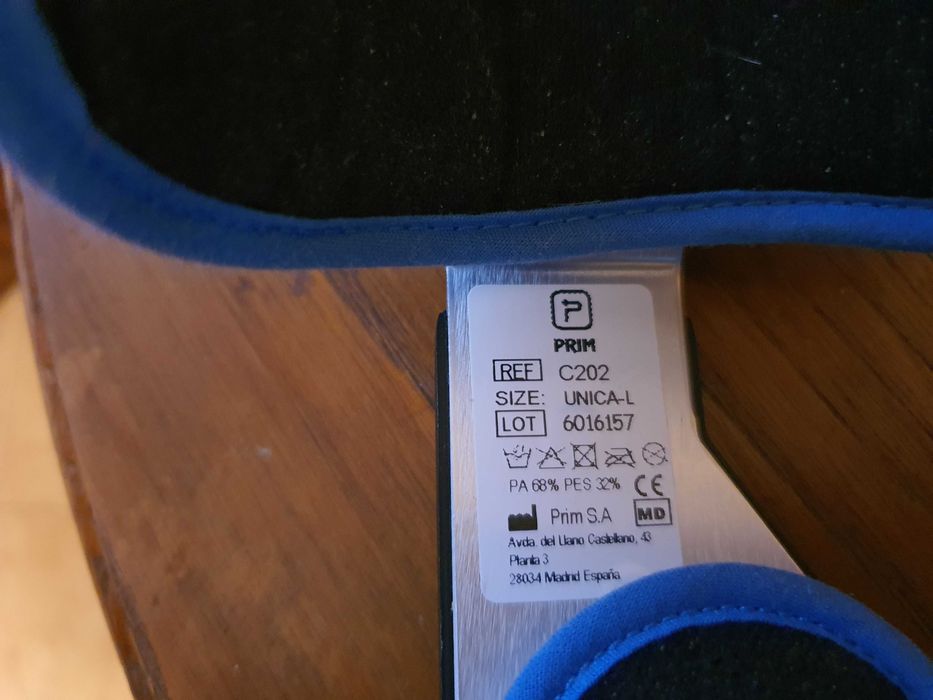 PRIM
REF C202
SIZE: UNICA-L
LOT 6016157
PA 68% PES 32% CE
Prim S.A MD
Avda. del Llano Castellano, 43
Planta 3
28034 Madrid España